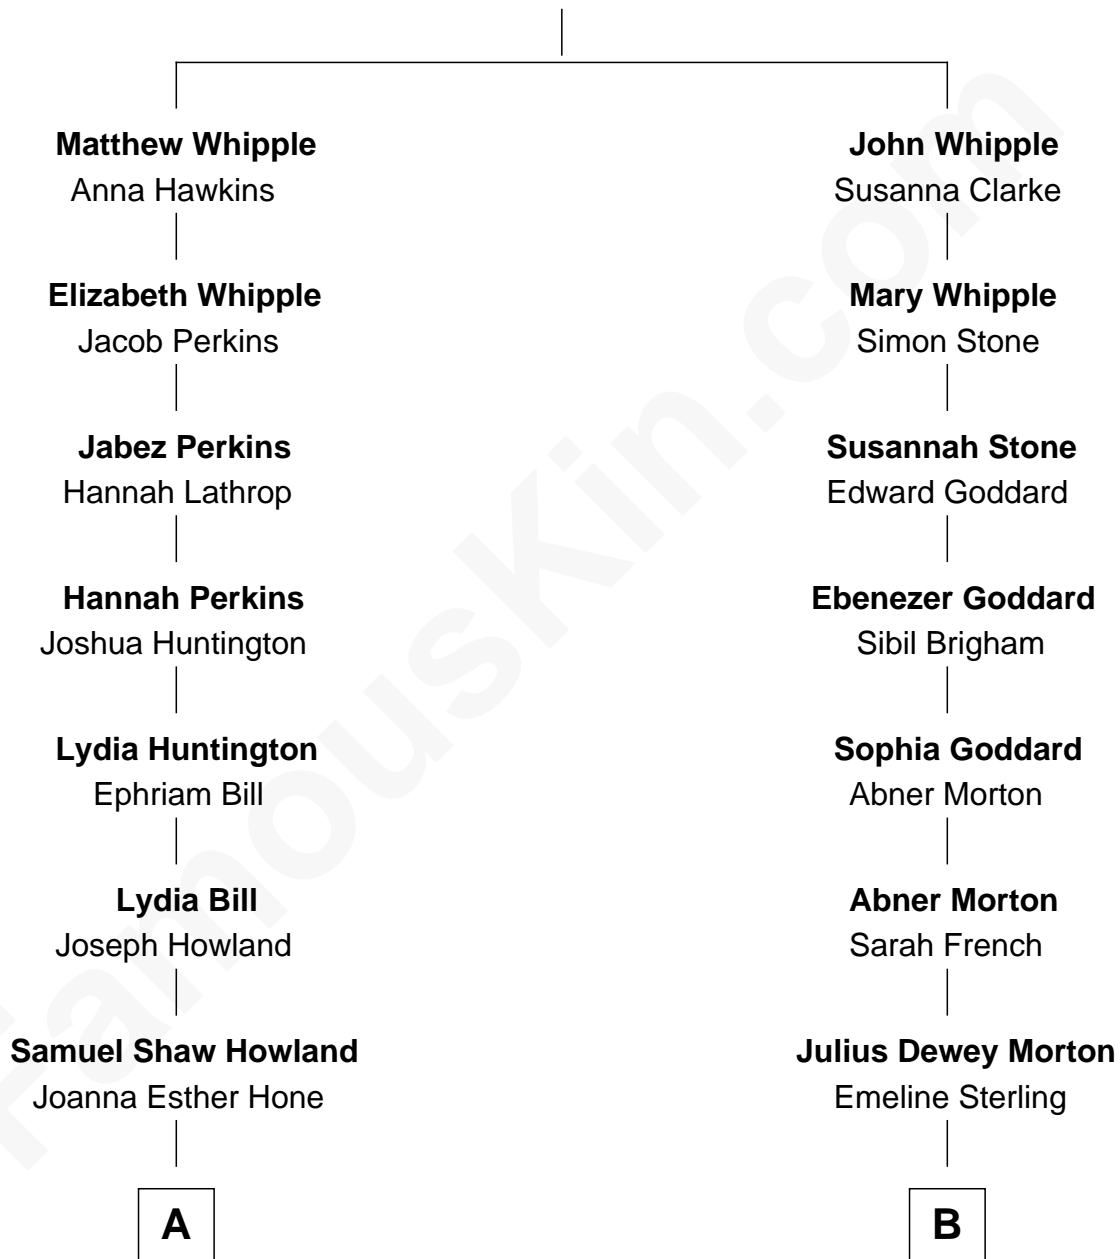 Matthew Whipple
Anna Hawkins
John Whipple
Susanna Clarke
Elizabeth Whipple
Jacob Perkins
Mary Whipple
Simon Stone
Jabez Perkins
Hannah Lathrop
Susannah Stone
Edward Goddard
Hannah Perkins
Joshua Huntington
Ebenezer Goddard
Sibil Brigham
Lydia Huntington
Ephriam Bill
Sophia Goddard
Abner Morton
Lydia Bill
Joseph Howland
Abner Morton
Sarah French
Samuel Shaw Howland
Joanna Esther Hone
Julius Dewey Morton
Emeline Sterling
A
B
FamousKin.com